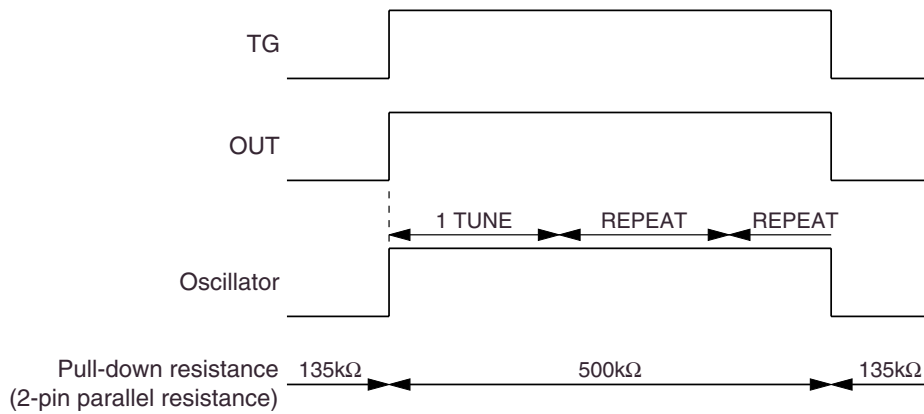 TG
OUT
1 TUNE REPEAT REPEAT
Oscillator
Pull-down resistance
(2-pin parallel resistance)
135kΩ 500kΩ 135kΩ